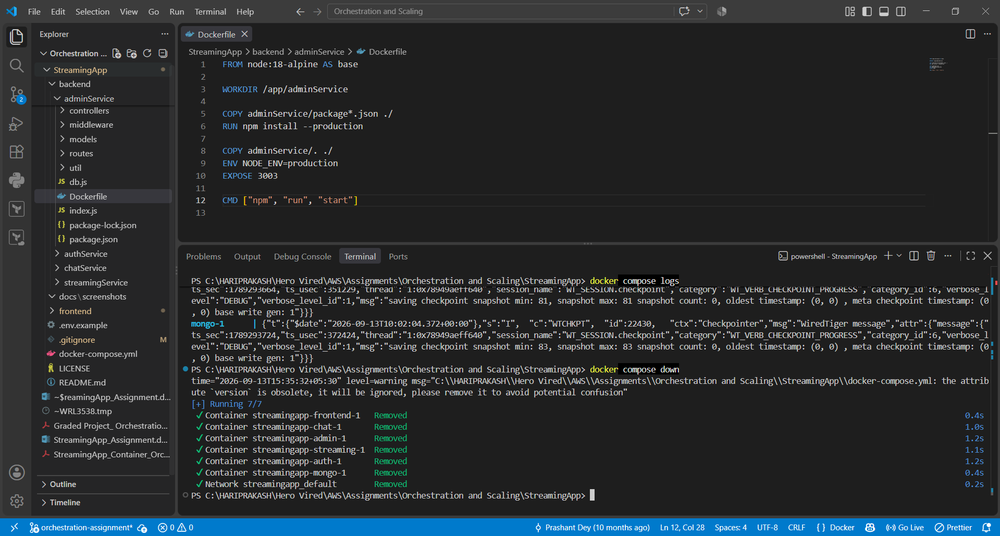 File Edit Selection View Go Run Terminal Help
Orchestration and Scaling
Explorer
Orchestration ...
StreamingApp
backend
adminService
controllers
middleware
models
routes
util
JS db.js
Dockerfile
JS index.js
{} package-lock.json
{} package.json
authService
chatService
streamingService
docs\screenshots
frontend
.env.example
.gitignore M
docker-compose.yml
LICENSE
README.md
~$reamingApp_Assignment.d...
~WRL3538.tmp
Graded Project_ Orchestratio...
StreamingApp_Assignment.d...
StreamingApp_Container_Orc...
Outline
Timeline
2
Dockerfile
StreamingApp > backend > adminService > Dockerfile
1 FROM node:18-alpine AS base
2
3 WORKDIR /app/adminService
4
5 COPY adminService/package*.json ./
6 RUN npm install --production
7
8 COPY adminService/. ./
9 ENV NODE_ENV=production
10 EXPOSE 3003
11
12 CMD ["npm", "run", "start"]
13
Problems Output Debug Console Terminal Ports
powershell - StreamingApp
PS C:\HARIPRAKASH\Hero Vired\AWS\Assignments\Orchestration and Scaling\StreamingApp> docker compose logs
ts_sec":1789293664,"ts_usec":351229,"thread":"1:0x78949aeff640","session_name":"WT_SESSION.checkpoint","category":"WT_VERB_CHECKPOINT_PROGRESS","category_id":6,"verbose_l
evel":"DEBUG","verbose_level_id":1,"msg":"saving checkpoint snapshot min: 81, snapshot max: 81 snapshot count: 0, oldest timestamp: (0, 0) , meta checkpoint timestamp: (0
, 0) base write gen: 1"}}}
mongo-1 | {"t":{"$date":"2026-09-13T10:02:04.372+00:00"},"s":"I", "c":"WTCHKPT", "id":22430, "ctx":"Checkpointer","msg":"WiredTiger message","attr":{"message":{"
ts_sec":1789293724,"ts_usec":372424,"thread":"1:0x78949aeff640","session_name":"WT_SESSION.checkpoint","category":"WT_VERB_CHECKPOINT_PROGRESS","category_id":6,"verbose_l
evel":"DEBUG","verbose_level_id":1,"msg":"saving checkpoint snapshot min: 83, snapshot max: 83 snapshot count: 0, oldest timestamp: (0, 0) , meta checkpoint timestamp: (0
, 0) base write gen: 1"}}}
PS C:\HARIPRAKASH\Hero Vired\AWS\Assignments\Orchestration and Scaling\StreamingApp> docker compose down
time="2026-09-13T15:35:32+05:30" level=warning msg="C:\\HARIPRAKASH\\Hero Vired\\AWS\\Assignments\\Orchestration and Scaling\\StreamingApp\\docker-compose.yml: the attrib
ute `version` is obsolete, it will be ignored, please remove it to avoid potential confusion"
[+] Running 7/7
✓ Container streamingapp-frontend-1 Removed 0.4s
✓ Container streamingapp-chat-1 Removed 1.0s
✓ Container streamingapp-admin-1 Removed 1.2s
✓ Container streamingapp-streaming-1 Removed 1.1s
✓ Container streamingapp-auth-1 Removed 1.2s
✓ Container streamingapp-mongo-1 Removed 0.4s
✓ Network streamingapp_default Removed 0.2s
PS C:\HARIPRAKASH\Hero Vired\AWS\Assignments\Orchestration and Scaling\StreamingApp>
orchestration-assignment* 0 0 Prashant Dey (10 months ago) Ln 12, Col 28 Spaces: 4 UTF-8 CRLF {} Docker Go Live Prettier